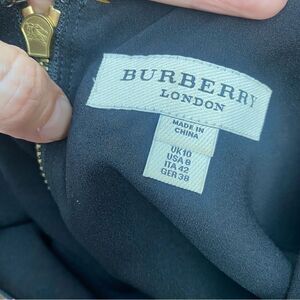 BURBERRY
LONDON
MADE IN
CHINA
UK10
USA 8
ITA 42
GER 38